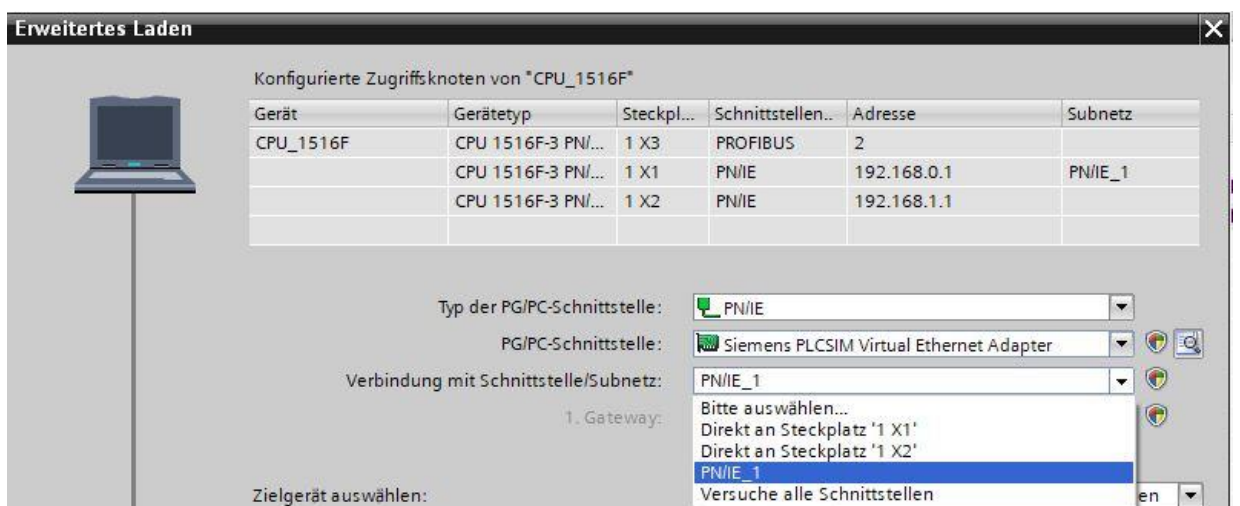 Erweitertes Laden
Konfigurierte Zugriffsknoten von "CPU_1516F"
Gerät Gerätetyp Steckpl... Schnittstellen.. Adresse Subnetz
CPU_1516F CPU 1516F-3 PN/... 1 X3 PROFIBUS 2
CPU 1516F-3 PN/... 1 X1 PN/IE 192.168.0.1 PN/IE_1
CPU 1516F-3 PN/... 1 X2 PN/IE 192.168.1.1
Typ der PG/PC-Schnittstelle: PN/IE
PG/PC-Schnittstelle: Siemens PLCSIM Virtual Ethernet Adapter
Verbindung mit Schnittstelle/Subnetz: PN/IE_1
1. Gateway:
Bitte auswählen...
Direkt an Steckplatz '1 X1'
Direkt an Steckplatz '1 X2'
PN/IE_1
Versuche alle Schnittstellen
Zielgerät auswählen: en